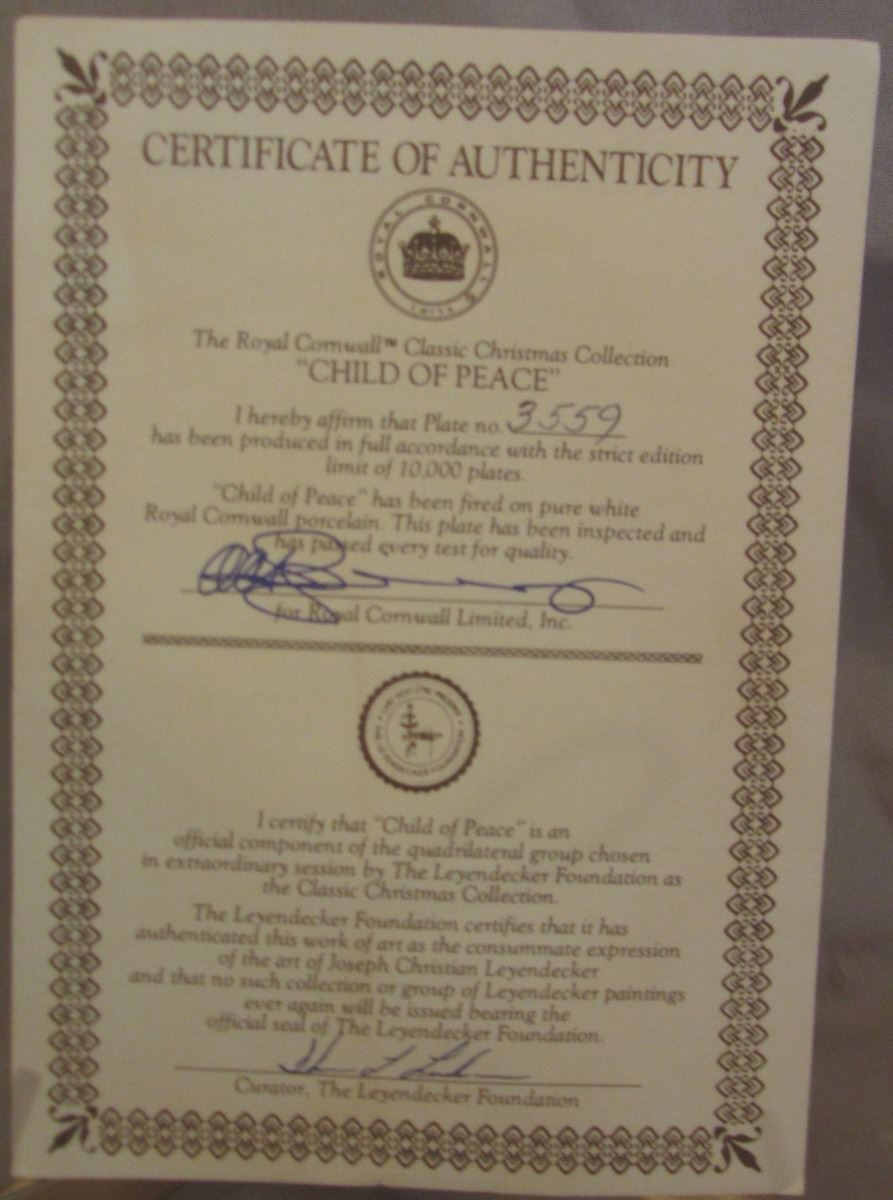 CERTIFICATE OF AUTHENTICITY
ROYAL CORNWALL
The Royal Cornwall™ Classic Christmas Collection
"CHILD OF PEACE"
I hereby affirm that Plate no. 3559
has been produced in full accordance with the strict edition
limit of 10,000 plates.
"Child of Peace" has been fired on pure white
Royal Cornwall porcelain. This plate has been inspected and
has passed every test for quality.
for Royal Cornwall Limited, Inc.
I certify that "Child of Peace" is an
official component of the quadrilateral group chosen
in extraordinary session by The Leyendecker Foundation as
the Classic Christmas Collection.
The Leyendecker Foundation certifies that it has
authenticated this work of art as the consummate expression
of the art of Joseph Christian Leyendecker
and that no such collection or group of Leyendecker paintings
ever again will be issued bearing the
official seal of The Leyendecker Foundation.
Curator, The Leyendecker Foundation